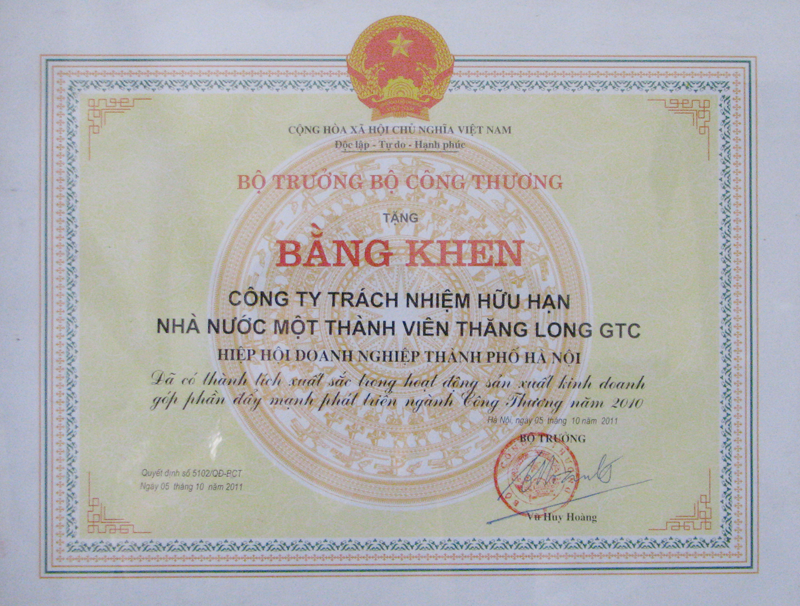 CỘNG HÒA XÃ HỘI CHỦ NGHĨA VIỆT NAM
Độc lập - Tự do - Hạnh phúc
BỘ TRƯỞNG BỘ CÔNG THƯƠNG
TẶNG
BẰNG KHEN
CÔNG TY TRÁCH NHIỆM HỮU HẠN
NHÀ NƯỚC MỘT THÀNH VIÊN THĂNG LONG GTC
HIỆP HỘI DOANH NGHIỆP THÀNH PHỐ HÀ NỘI
Đã có thành tích xuất sắc trong hoạt động sản xuất kinh doanh
góp phần đẩy mạnh phát triển ngành Công Thương năm 2010
Hà Nội, ngày 05 tháng 10 năm 2011
BỘ TRƯỞNG
Quyết định số 5102/QĐ-BCT
Ngày 05 tháng 10 năm 2011
Vũ Huy Hoàng